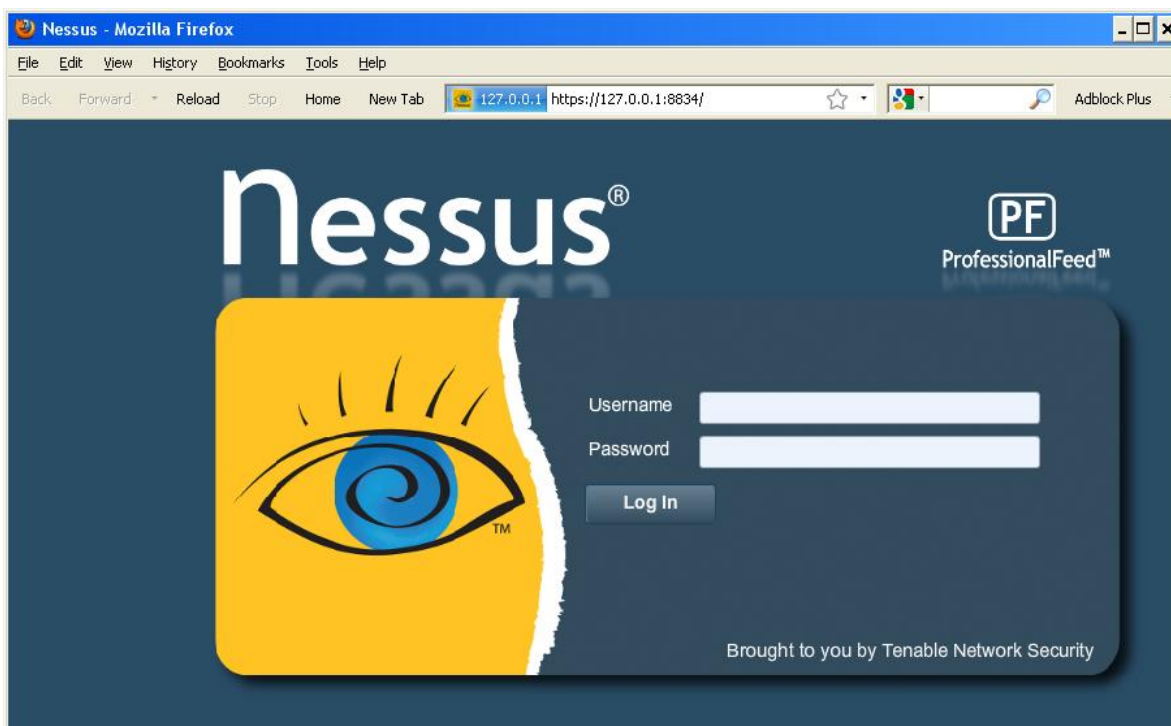 Nessus - Mozilla Firefox
File Edit View History Bookmarks Tools Help
Back Forward Reload Stop Home New Tab 127.0.0.1 https://127.0.0.1:8834/ Adblock Plus
nessus®
PF
ProfessionalFeed™
Username
Password
Log In
TM
Brought to you by Tenable Network Security